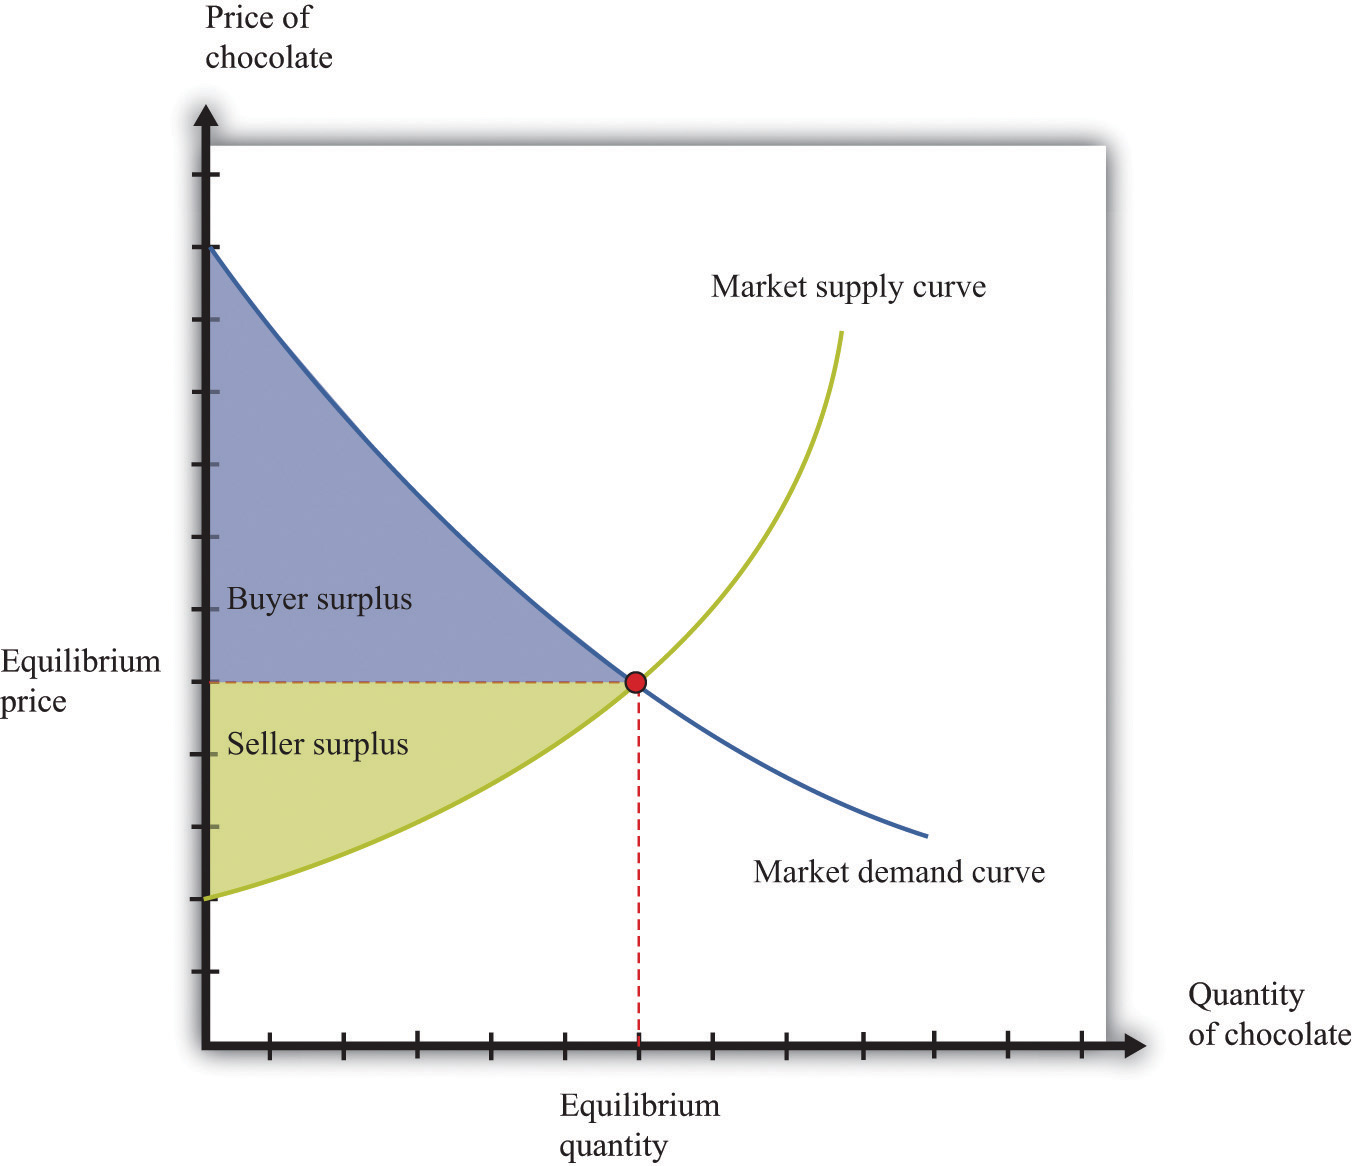 Price of
chocolate
Market supply curve
Buyer surplus
Equilibrium
price
Seller surplus
Market demand curve
Quantity
of chocolate
Equilibrium
quantity